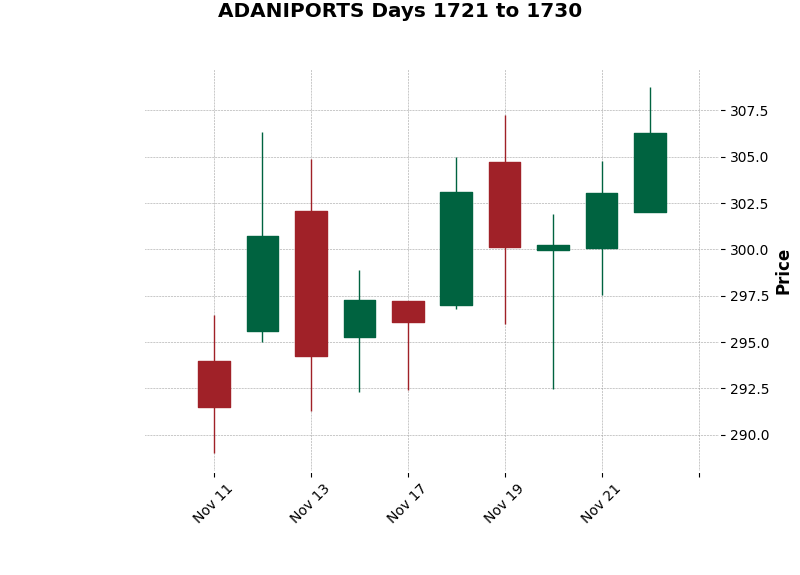 ADANIPORTS Days 1721 to 1730
307.5
305.0
302.5
300.0
297.5
295.0
292.5
290.0
Price
Nov 11
Nov 13
Nov 17
Nov 19
Nov 21